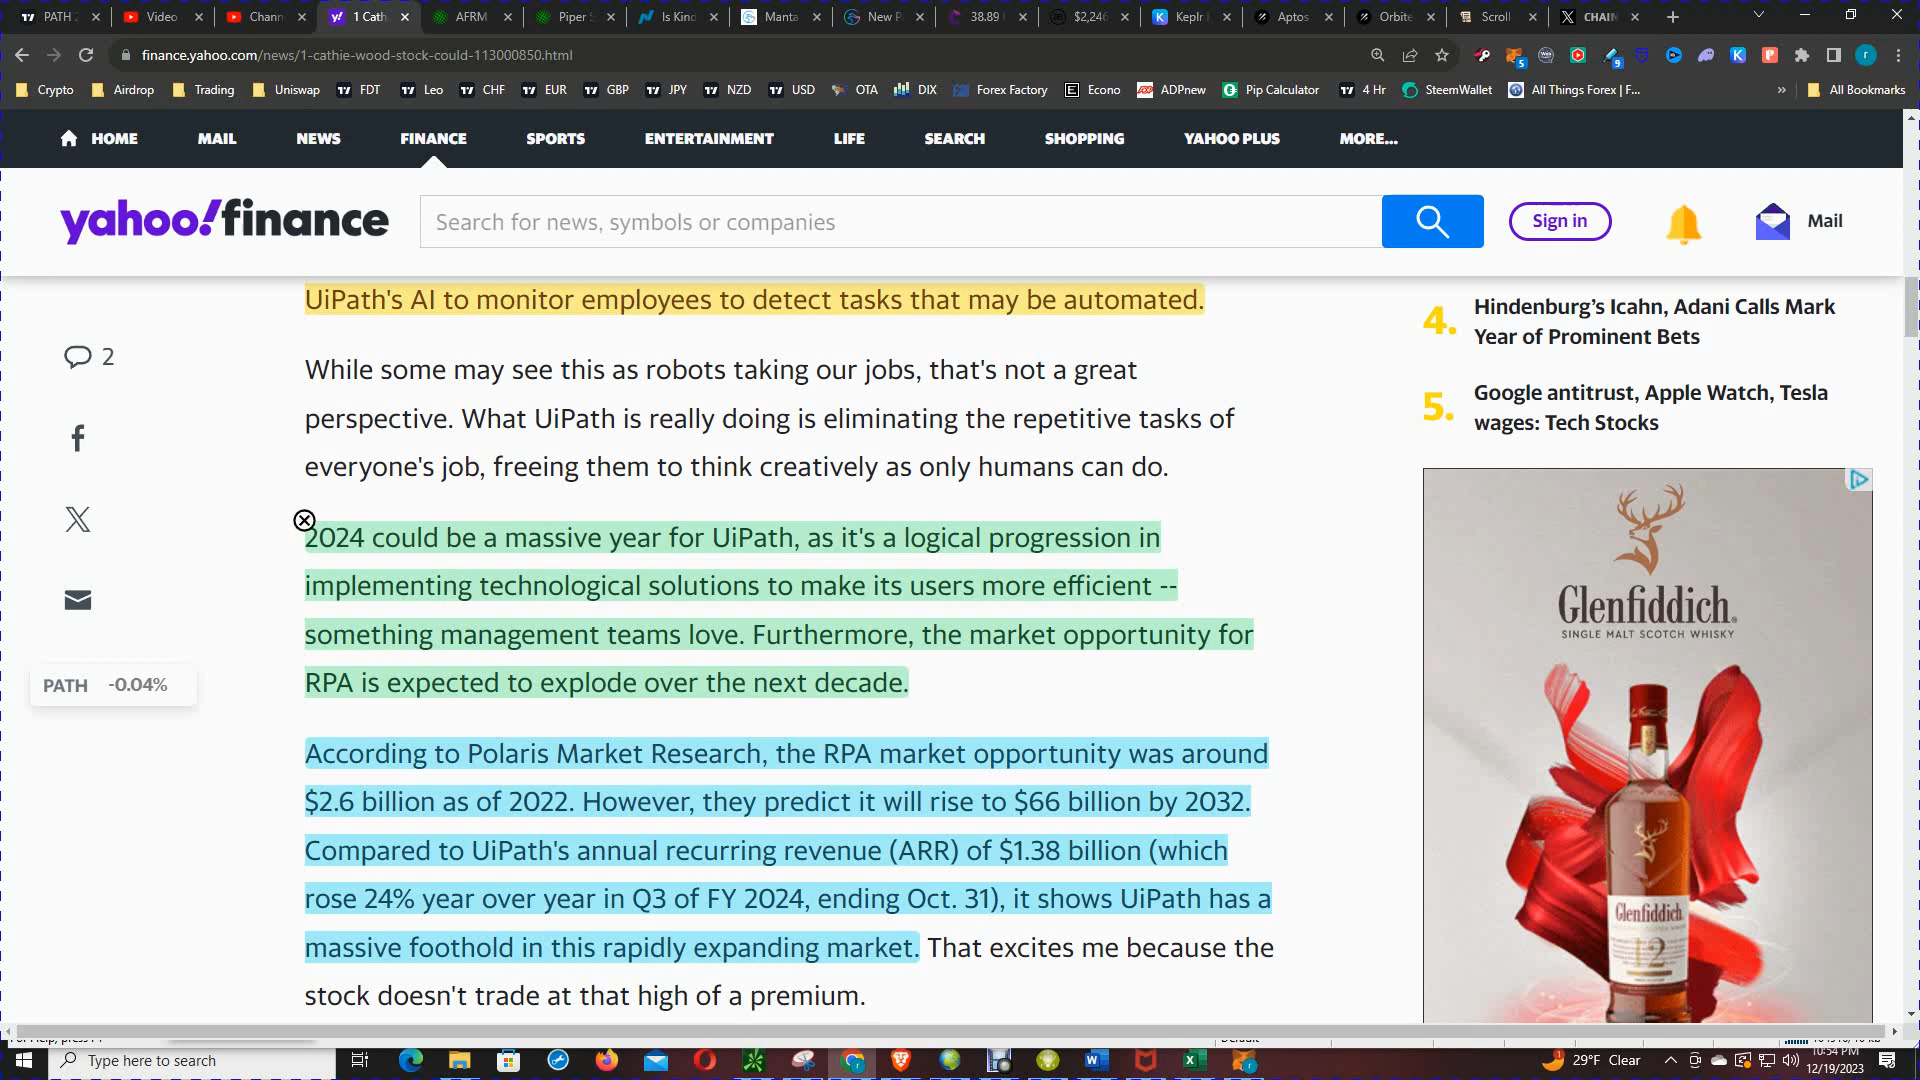 PATH
Video
Chann
1 Cath
AFRM
Piper
Is Kind
Manta
New P
38.89
$2,246
Keplr
Aptos
Orbite
Scroll
CHAIN
finance.yahoo.com/news/1-cathie-wood-stock-could-113000850.html
5
9
r
Crypto
Airdrop
Trading
Uniswap
FDT
Leo
CHF
EUR
GBP
JPY
NZD
USD
OTA
DIX
Forex Factory
Econo
ADPnew
Pip Calculator
4 Hr
SteemWallet
All Things Forex | F...
»
All Bookmarks
HOME
MAIL
NEWS
FINANCE
SPORTS
ENTERTAINMENT
LIFE
SEARCH
SHOPPING
YAHOO PLUS
MORE...
yahoo!finance
Search for news, symbols or companies
Sign in
Mail
UiPath's AI to monitor employees to detect tasks that may be automated.
2
While some may see this as robots taking our jobs, that's not a great
perspective. What UiPath is really doing is eliminating the repetitive tasks of
everyone's job, freeing them to think creatively as only humans can do.
2024 could be a massive year for UiPath, as it's a logical progression in
implementing technological solutions to make its users more efficient --
something management teams love. Furthermore, the market opportunity for
RPA is expected to explode over the next decade.
PATH -0.04%
According to Polaris Market Research, the RPA market opportunity was around
$2.6 billion as of 2022. However, they predict it will rise to $66 billion by 2032.
Compared to UiPath's annual recurring revenue (ARR) of $1.38 billion (which
rose 24% year over year in Q3 of FY 2024, ending Oct. 31), it shows UiPath has a
massive foothold in this rapidly expanding market. That excites me because the
stock doesn't trade at that high of a premium.
4. Hindenburg's Icahn, Adani Calls Mark
Year of Prominent Bets
5. Google antitrust, Apple Watch, Tesla
wages: Tech Stocks
Glenfiddich
SINGLE MALT SCOTCH WHISKY
Glenfiddich
12
Type here to search
29°F Clear
10:54 PM
12/19/2023